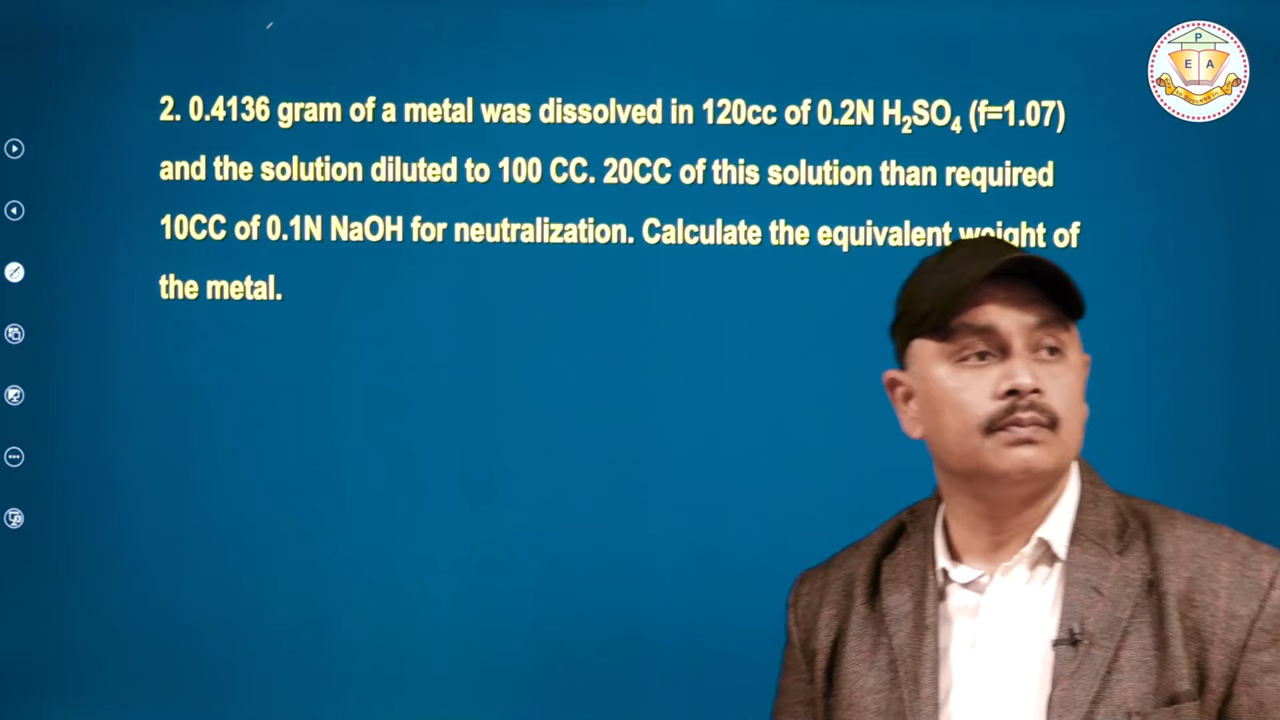 2. 0.4136 gram of a metal was dissolved in 120cc of 0.2N H₂SO₄ (f=1.07)
and the solution diluted to 100 CC. 20CC of this solution than required
10CC of 0.1N NaOH for neutralization. Calculate the equivalent weight of
the metal.
P
E A